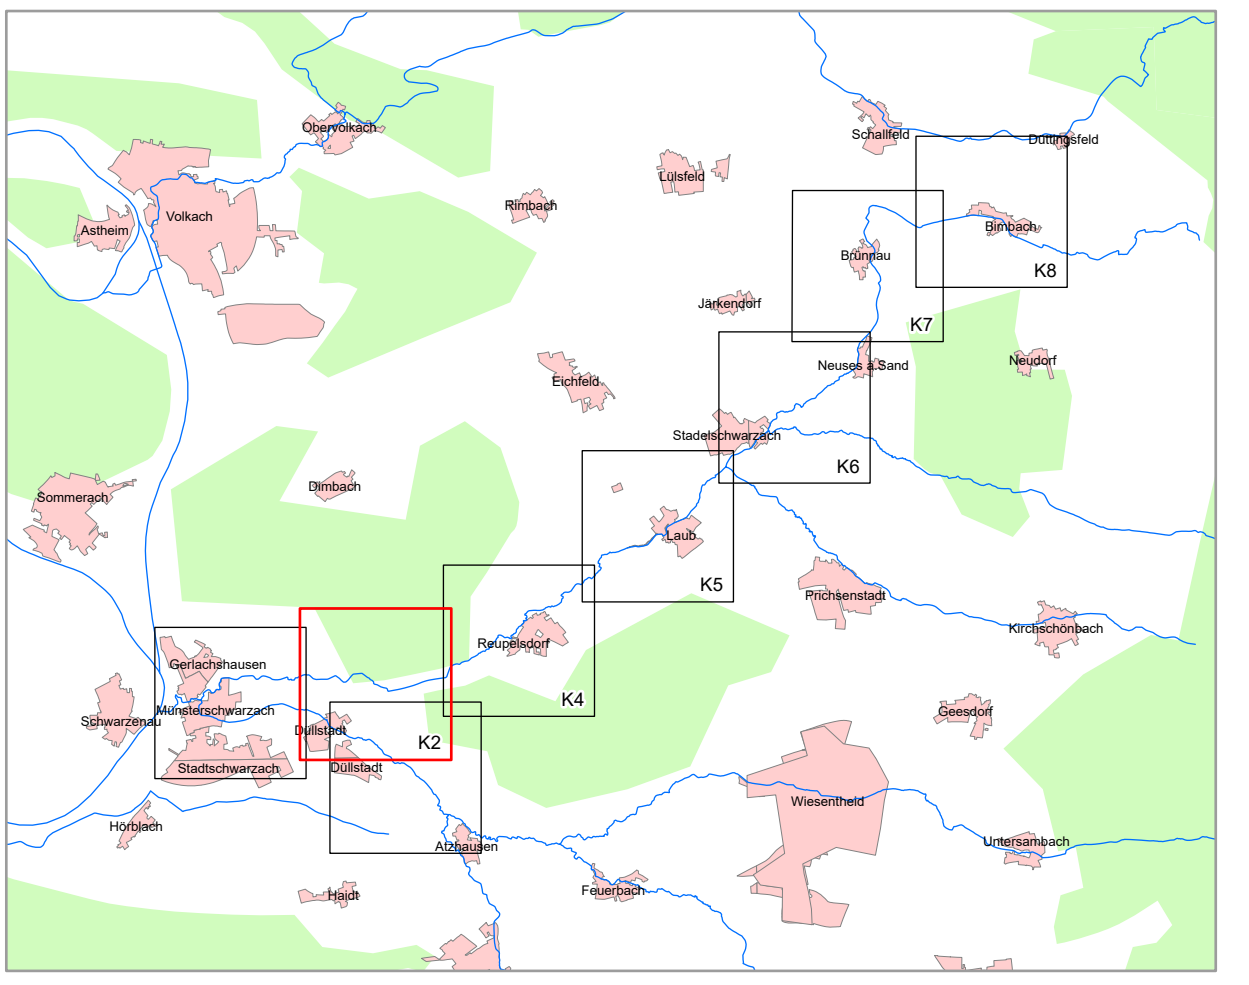 Obervolkach
Schallfeld
Düttingsfeld
Lülsfeld
Rimbach
Volkach
Astheim
Bimbach
Brünnau
K8
Järkendorf
K7
Neudorf
Neuses a.Sand
Eichfeld
Stadelschwarzach
K6
Dimbach
Sommerach
Laub
K5
Prichsenstadt
Kirchschönbach
Reupelsdorf
Gerlachshausen
K4
Münsterschwarzach
Geesdorf
Schwarzenau
Düllstadt
K2
Stadtschwarzach
Düllstadt
Wiesentheid
Hörblach
Untersambach
Atzhausen
Feuerbach
Haidt